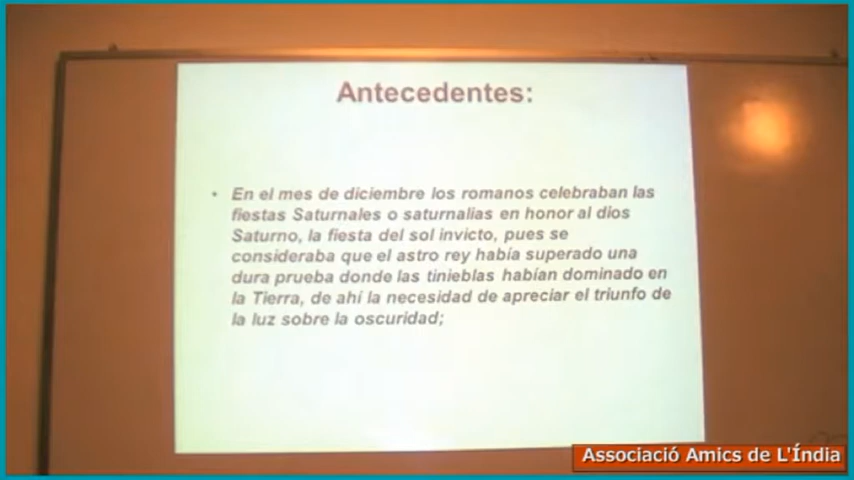 Antecedentes:
• En el mes de diciembre los romanos celebraban las
fiestas Saturnales o saturnalias en honor al dios
Saturno, la fiesta del sol invicto, pues se
consideraba que el astro rey había superado una
dura prueba donde las tinieblas habían dominado en
la Tierra, de ahí la necesidad de apreciar el triunfo de
la luz sobre la oscuridad;
Associació Amics de L'Índia